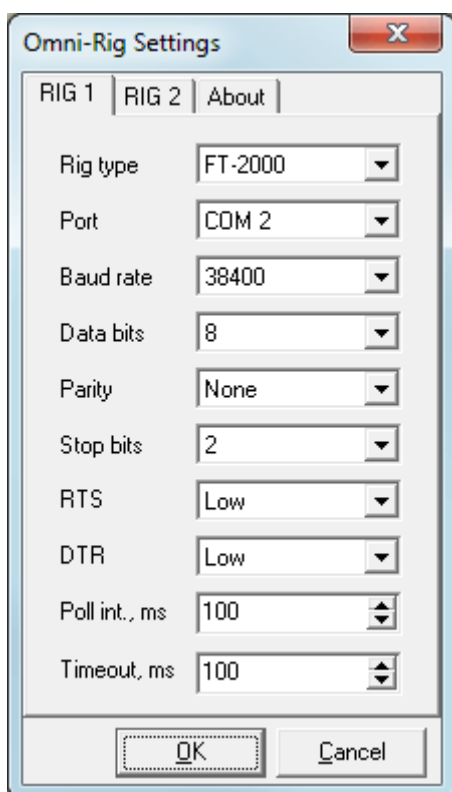 Omni-Rig Settings
RIG 1 RIG 2 About
Rig type FT-2000
Port COM 2
Baud rate 38400
Data bits 8
Parity None
Stop bits 2
RTS Low
DTR Low
Poll int., ms 100
Timeout, ms 100
OK Cancel